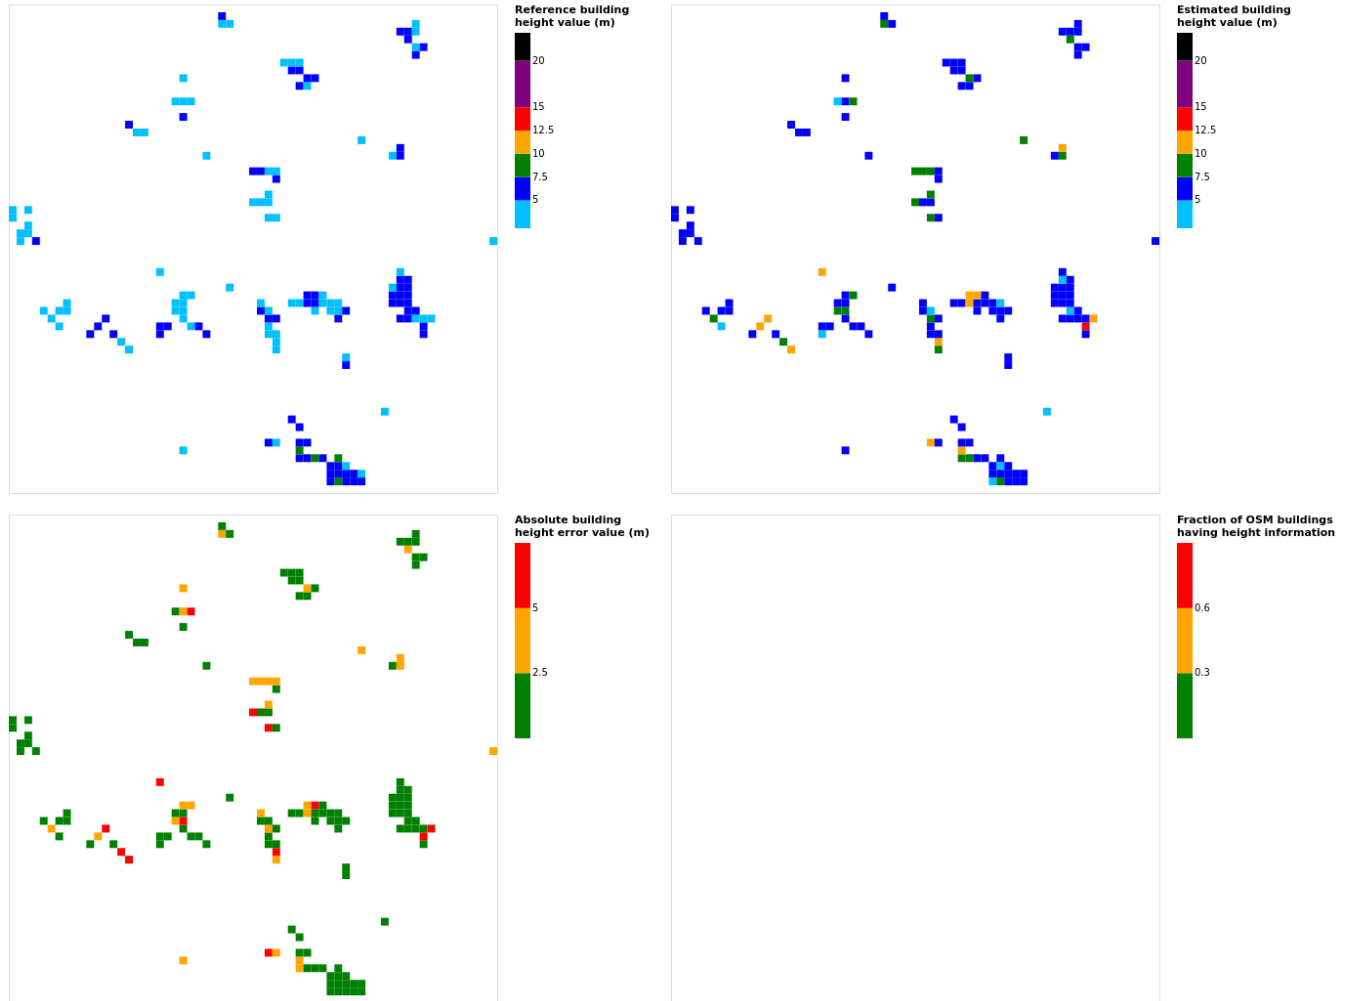 Reference building
height value (m)
20
15
12.5
10
7.5
5
Estimated building
height value (m)
20
15
12.5
10
7.5
5
Absolute building
height error value (m)
5
2.5
Fraction of OSM buildings
having height information
0.6
0.3